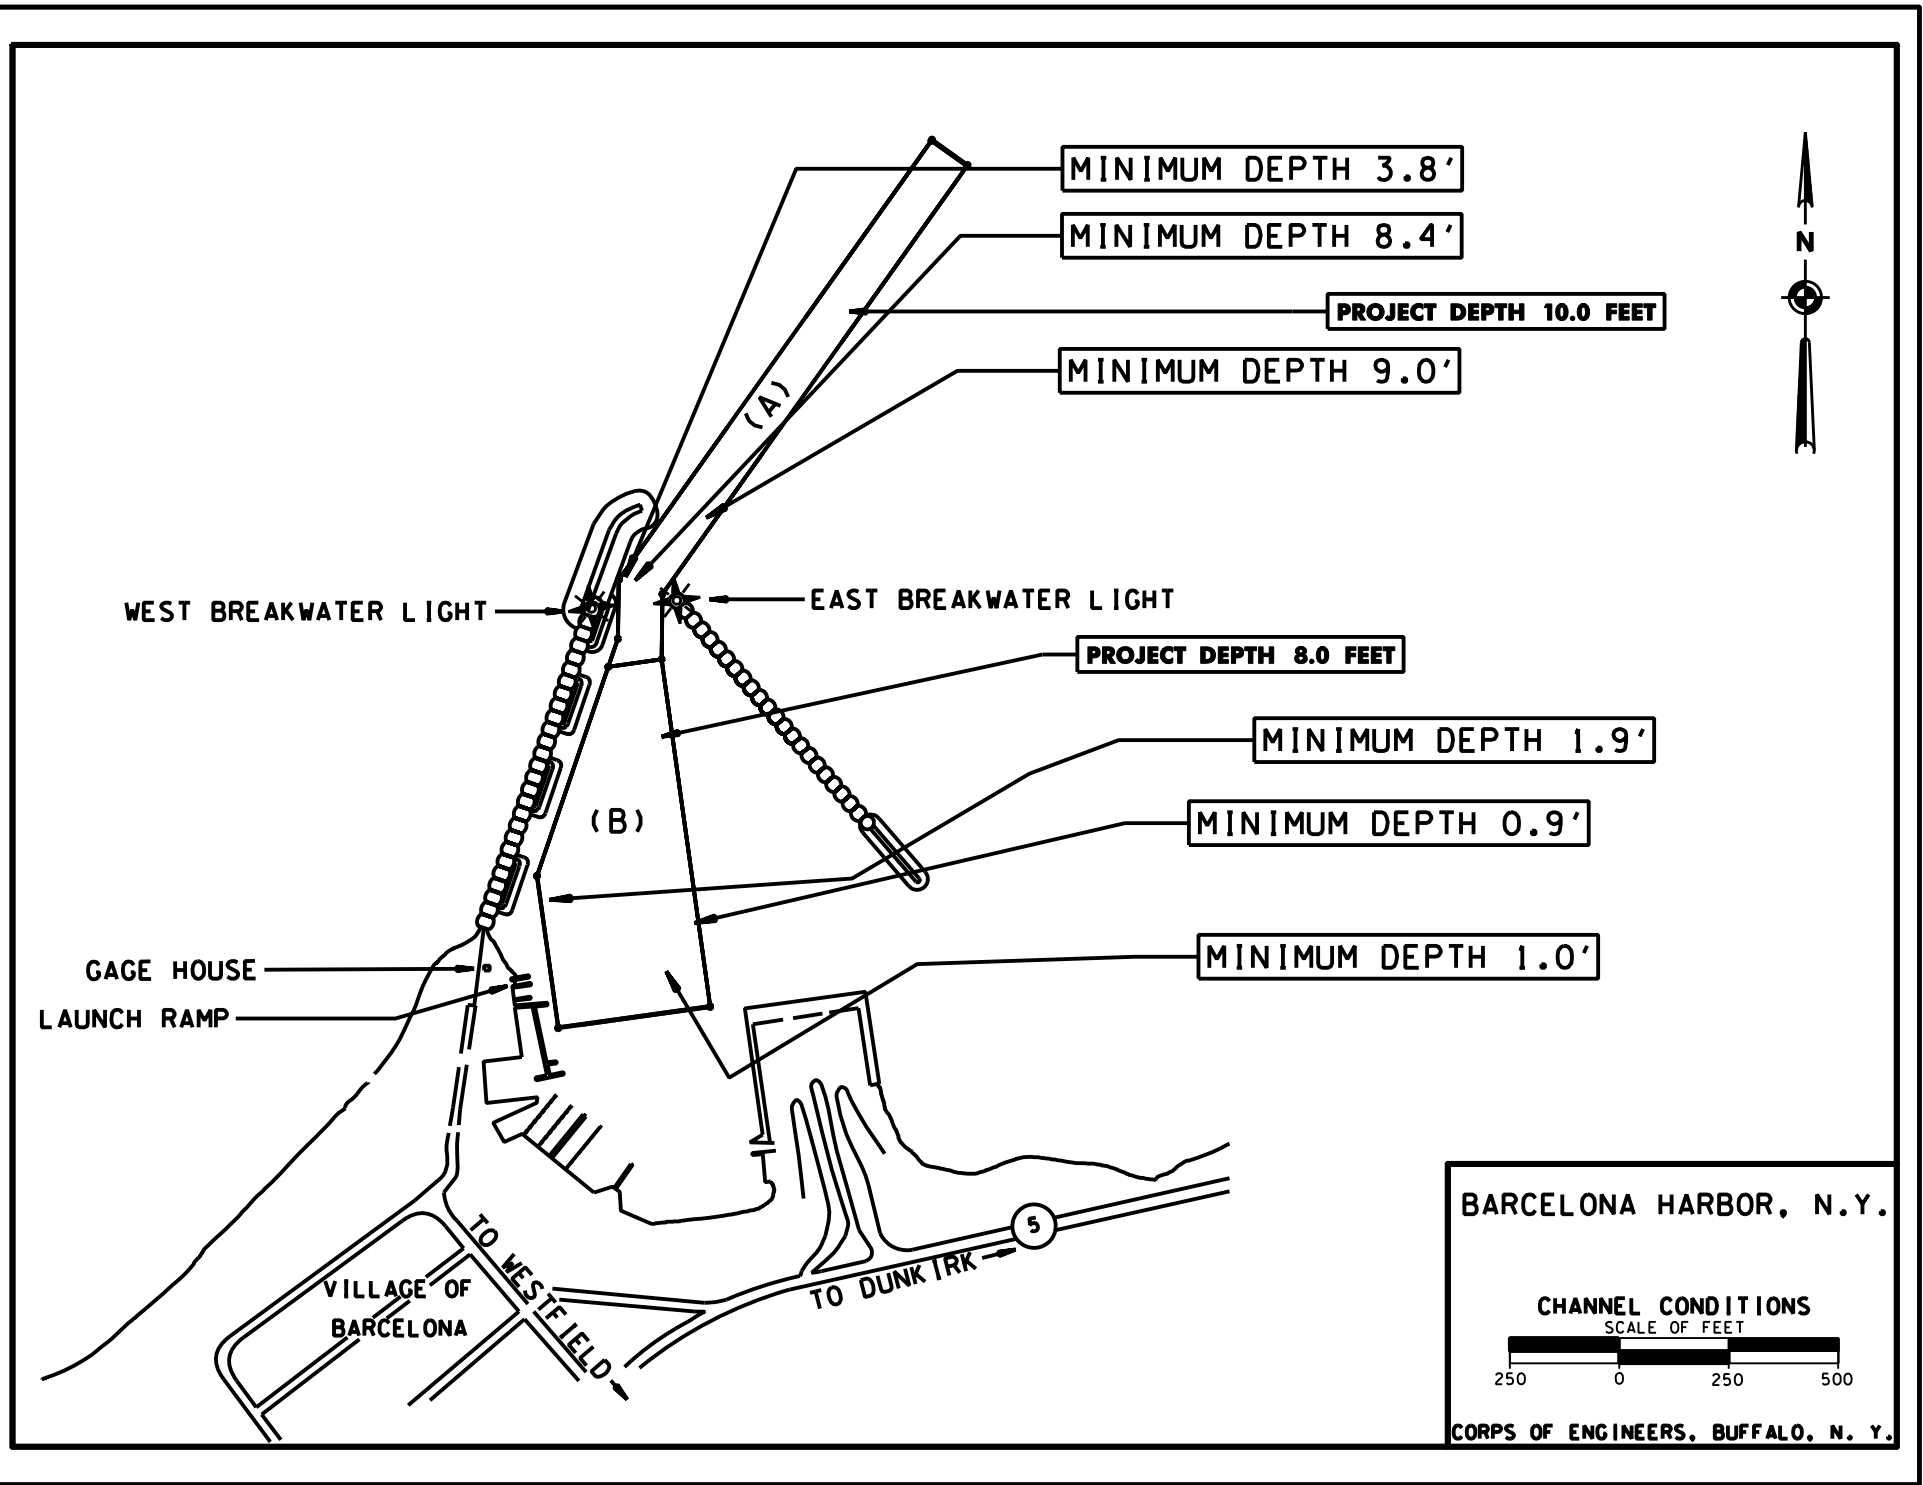 MINIMUM DEPTH 3.8'
MINIMUM DEPTH 8.4'
N
PROJECT DEPTH 10.0 FEET
MINIMUM DEPTH 9.0'
(A)
WEST BREAKWATER LIGHT
EAST BREAKWATER LIGHT
PROJECT DEPTH 8.0 FEET
MINIMUM DEPTH 1.9'
(B)
MINIMUM DEPTH 0.9'
MINIMUM DEPTH 1.0'
GAGE HOUSE
LAUNCH RAMP
5
TO WESTFIELD
TO DUNKIRK
VILLAGE OF
BARCELONA
BARCELONA HARBOR, N.Y.
CHANNEL CONDITIONS
SCALE OF FEET
250 0 250 500
CORPS OF ENGINEERS, BUFFALO, N. Y.